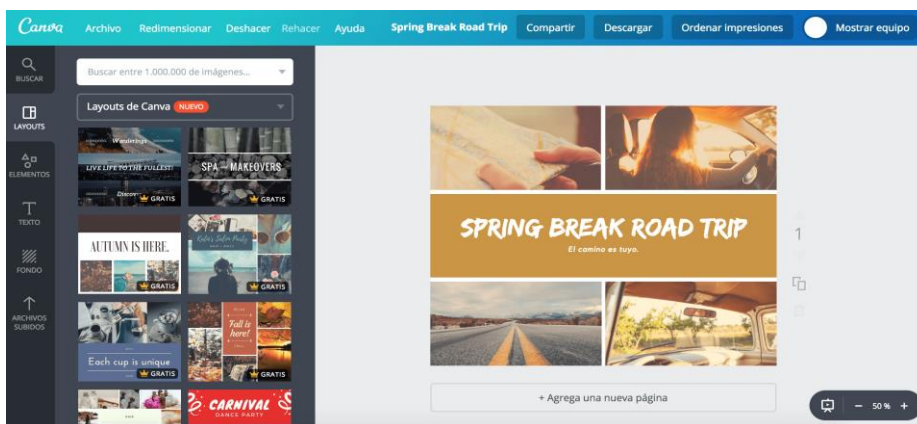 Canva Archivo Redimensionar Deshacer Rehacer Ayuda Spring Break Road Trip Compartir Descargar Ordenar impresiones Mostrar equipo
BUSCAR
LAYOUTS
ELEMENTOS
TEXTO
FONDO
ARCHIVOS
SUBIDOS
Buscar entre 1.000.000 de imágenes...
Layouts de Canva NUEVO
Wanderings
LIVE LIFE TO THE FULLEST!
Discover
GRATIS
SPA – MAKEOVERS
GRATIS
AUTUMN IS HERE.
GRATIS
GRATIS
Each cup is unique
GRATIS
Fall is
here!
GRATIS
CARNIVAL
DANCE PARTY
SPRING BREAK ROAD TRIP
El camino es tuyo.
1
+ Agrega una nueva página
– 50 % +